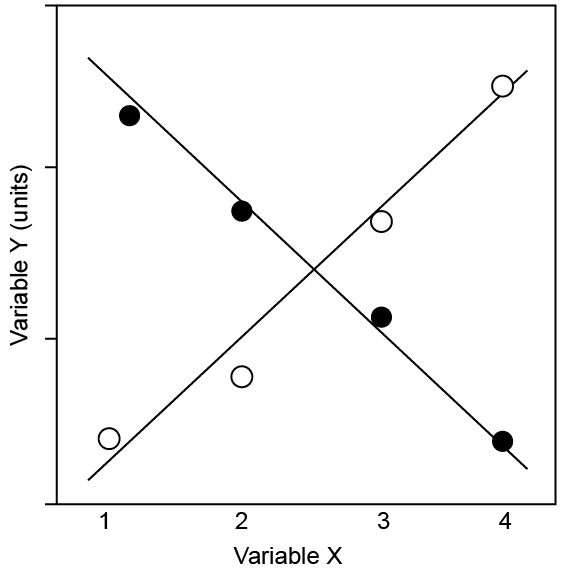 Variable Y (units)
1 2 3 4
Variable X